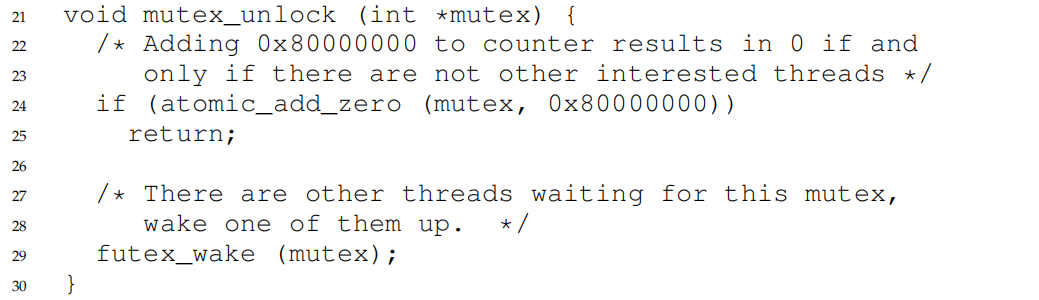 21 void mutex_unlock (int *mutex) {
22 /* Adding 0x80000000 to counter results in 0 if and
23 only if there are not other interested threads */
24 if (atomic_add_zero (mutex, 0x80000000))
25 return;
26
27 /* There are other threads waiting for this mutex,
28 wake one of them up. */
29 futex_wake (mutex);
30 }